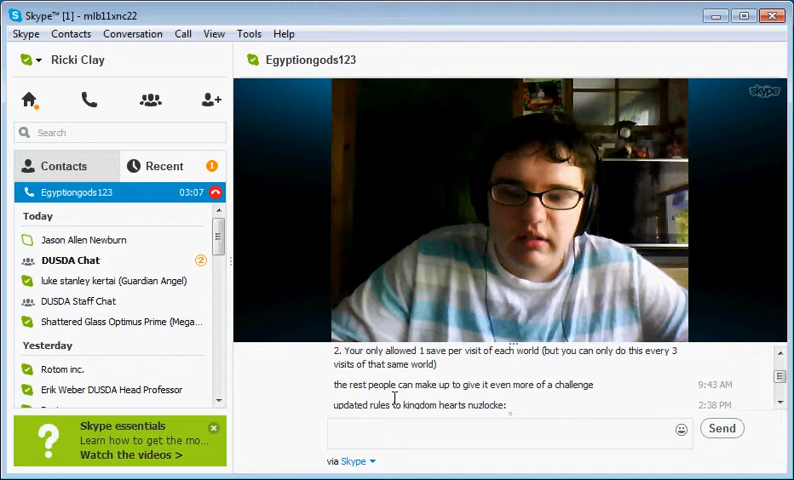 Skype™ [1] - mlb11xnc22
Skype Contacts Conversation Call View Tools Help
Ricki Clay
Search
Contacts
Recent
1
Egyptiongods123 03:07
Today
Jason Allen Newburn
DUSDA Chat
2
luke stanley kertai (Guardian Angel)
DUSDA Staff Chat
Shattered Glass Optimus Prime (Mega...
Yesterday
Rotom inc.
Erik Weber DUSDA Head Professor
?
Skype essentials
Learn how to get the mo...
Watch the videos >
Egyptiongods123
skype
2. Your only allowed 1 save per visit of each world (but you can only do this every 3
visits of that same world)
the rest people can make up to give it even more of a challenge 9:43 AM
updated rules to kingdom hearts nuzlocke: 2:38 PM
Send
via Skype